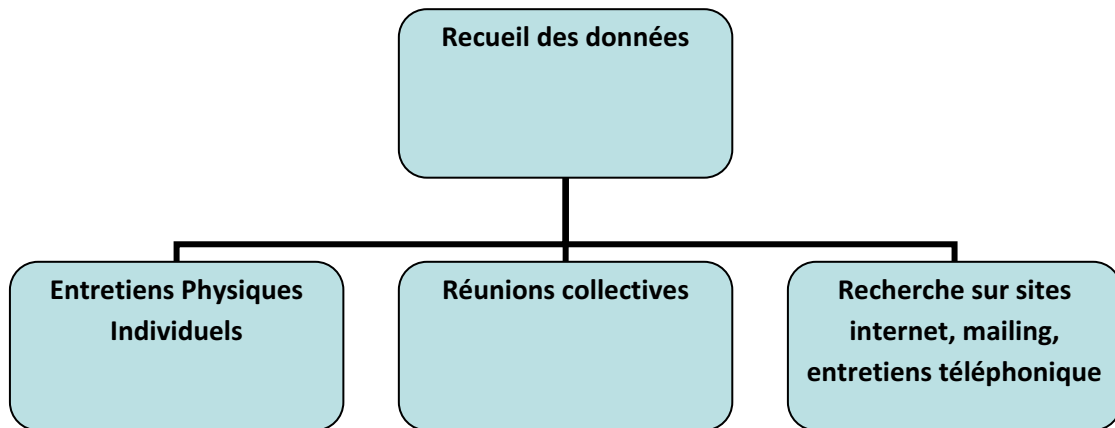 Recueil des données
Entretiens Physiques
Individuels
Réunions collectives
Recherche sur sites
internet, mailing,
entretiens téléphonique